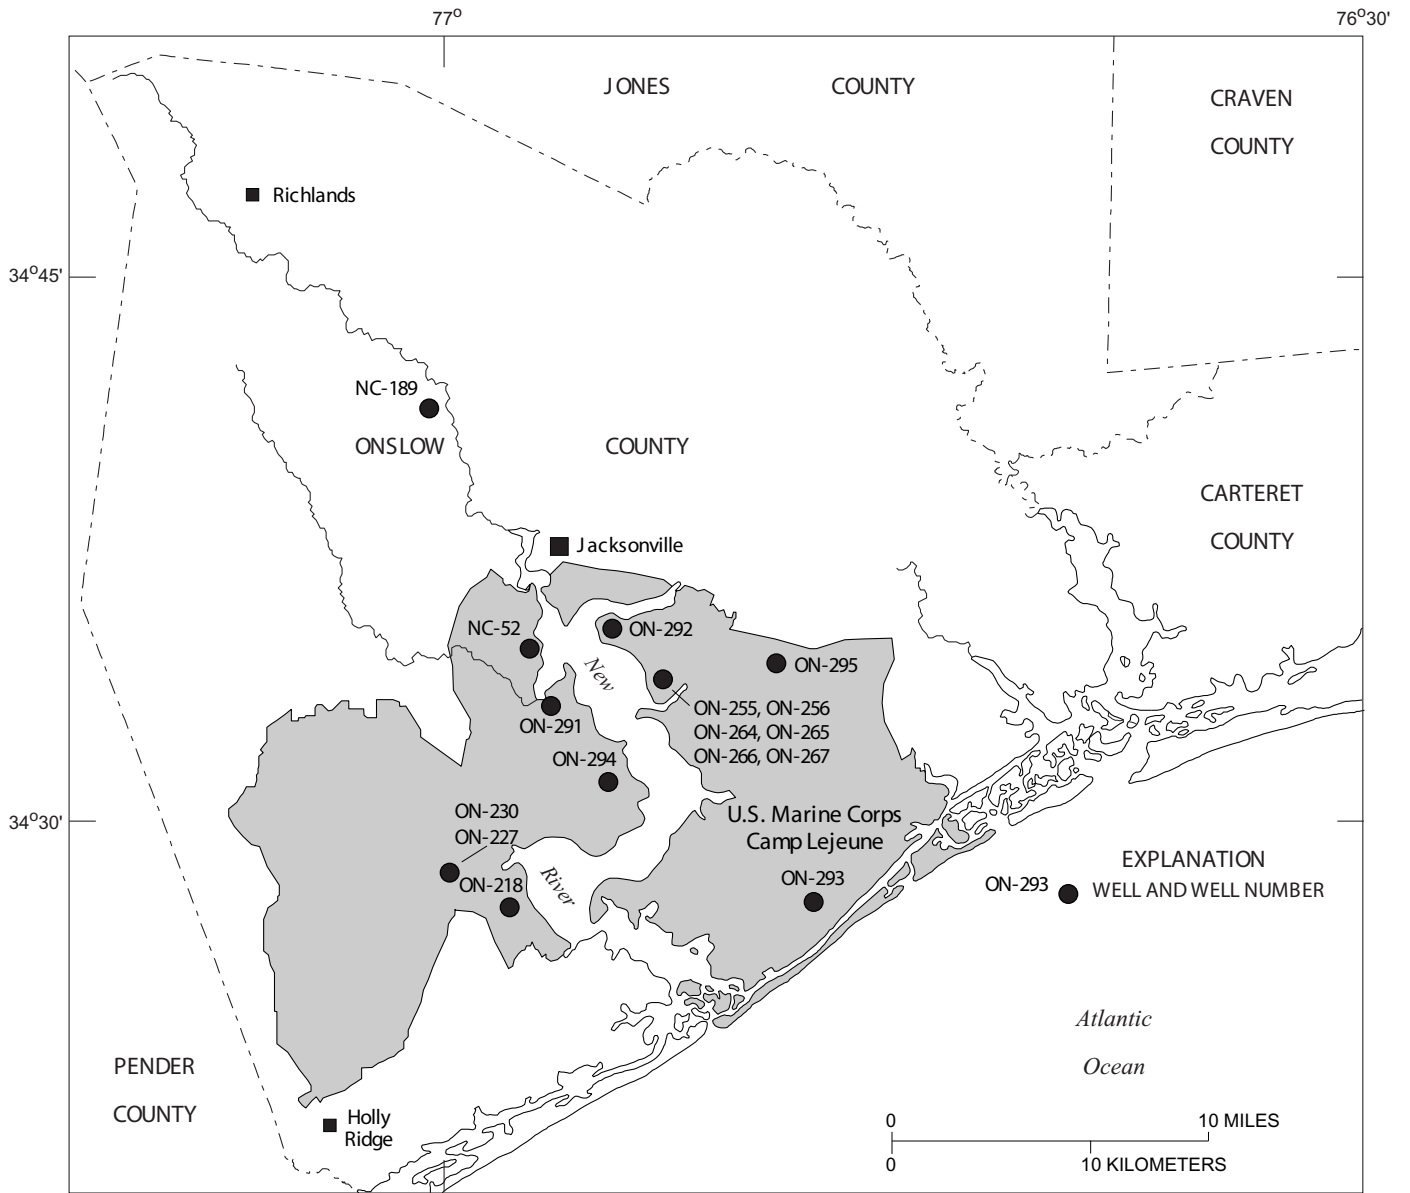 77°
76°30'
JONES COUNTY
CRAVEN
COUNTY
Richlands
34°45'
NC-189
ONSLOW COUNTY
CARTERET
COUNTY
Jacksonville
NC-52
ON-292
New
ON-295
ON-255, ON-256
ON-264, ON-265
ON-266, ON-267
ON-291
ON-294
34°30'
ON-230
ON-227
U.S. Marine Corps
Camp Lejeune
ON-218
River
ON-293
EXPLANATION
ON-293 WELL AND WELL NUMBER
Atlantic
Ocean
PENDER
COUNTY
Holly
Ridge
0 10 MILES
0 10 KILOMETERS